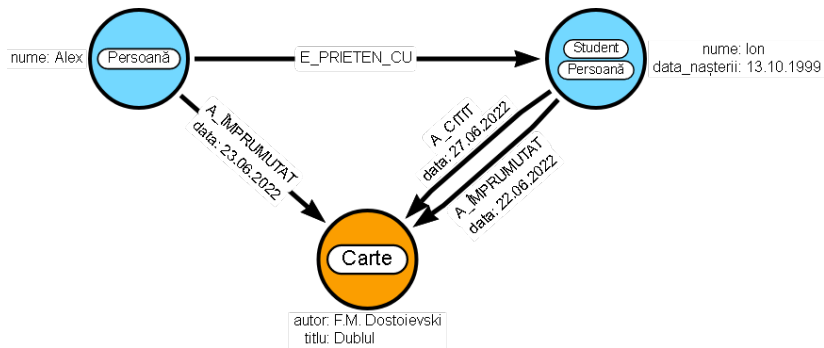 nume: Alex
Persoană
E_PRIETEN_CU
Student
Persoană
nume: Ion
data_nașterii: 13.10.1999
A_ÎMPRUMUTAT
data: 23.06.2022
A_CITIT
data: 27.06.2022
A_ÎMPRUMUTAT
data: 22.06.2022
Carte
autor: F.M. Dostoievski
titlu: Dublul